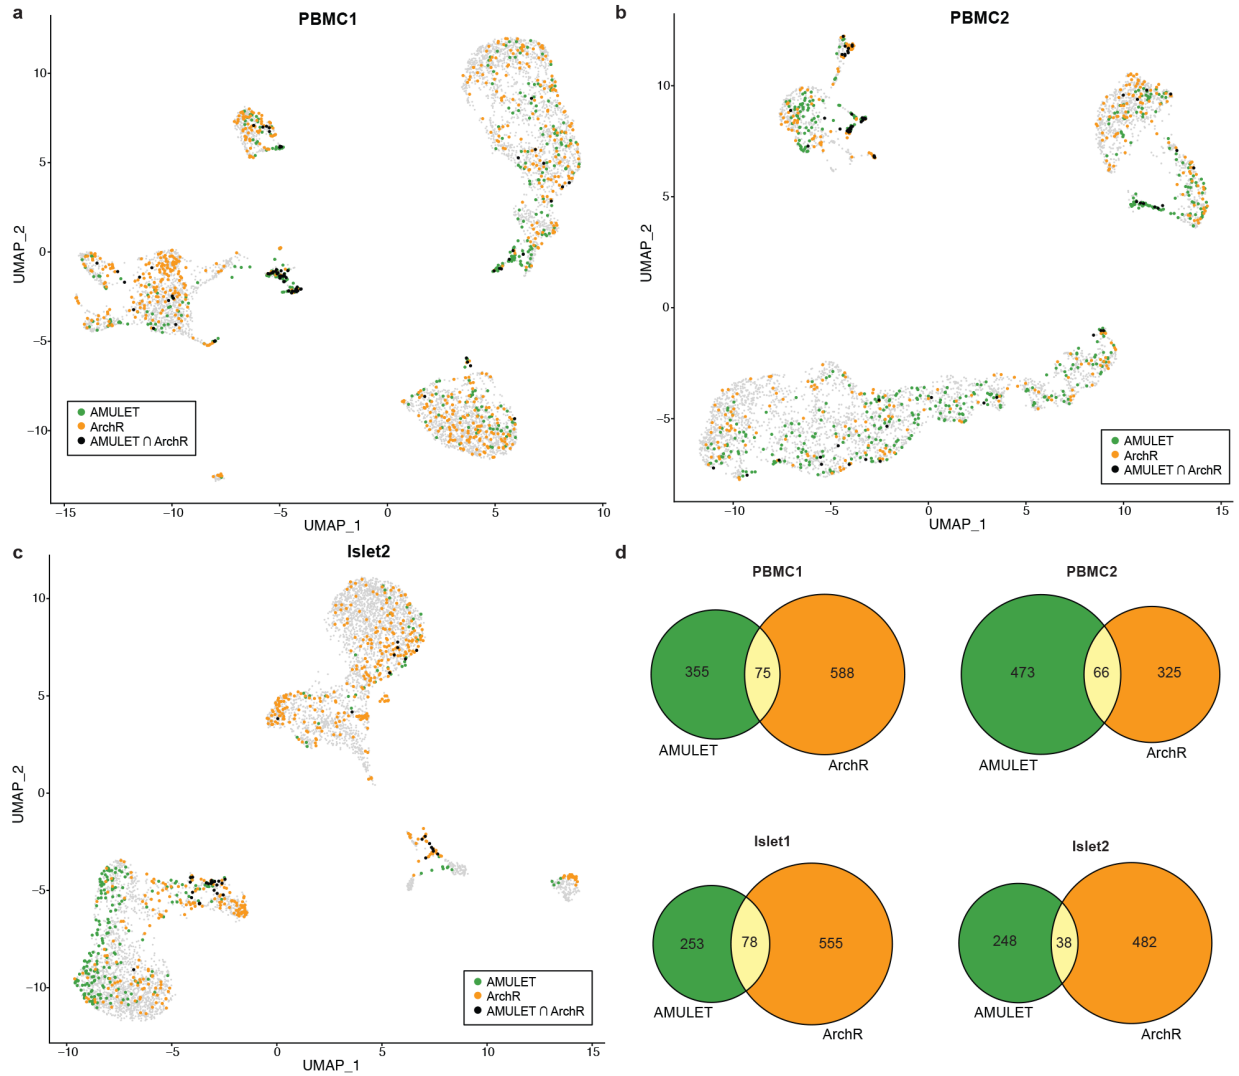 a
PBMC1
10
5
0
−5
−10
UMAP_2
AMULET
ArchR
AMULET ∩ ArchR
−15
−10
−5
0
5
10
UMAP_1
b
PBMC2
10
5
0
−5
UMAP_2
AMULET
ArchR
AMULET ∩ ArchR
−10
−5
0
5
10
15
UMAP_1
c
Islet2
10
5
0
−5
−10
UMAP_2
AMULET
ArchR
AMULET ∩ ArchR
−10
−5
0
5
10
15
UMAP_1
d
PBMC1
355
75
588
AMULET
ArchR
PBMC2
473
66
325
AMULET
ArchR
Islet1
253
78
555
AMULET
ArchR
Islet2
248
38
482
AMULET
ArchR